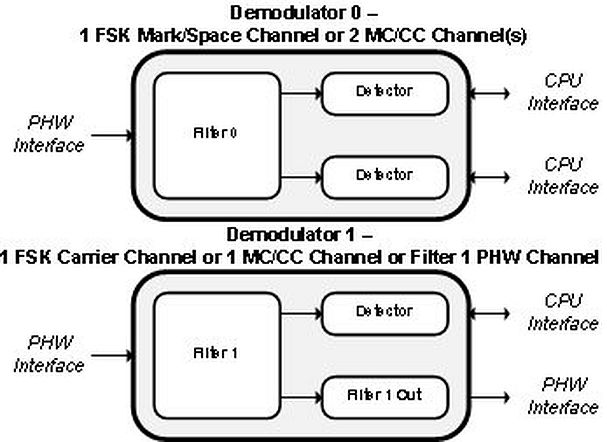 Demodulator 0 –
1 FSK Mark/Space Channel or 2 MC/CC Channel(s)
PHW
Interface
Filter 0
Detector
CPU
Interface
Detector
CPU
Interface
Demodulator 1 –
1 FSK Carrier Channel or 1 MC/CC Channel or Filter 1 PHW Channel
PHW
Interface
Filter 1
Detector
CPU
Interface
Filter 1 Out
PHW
Interface